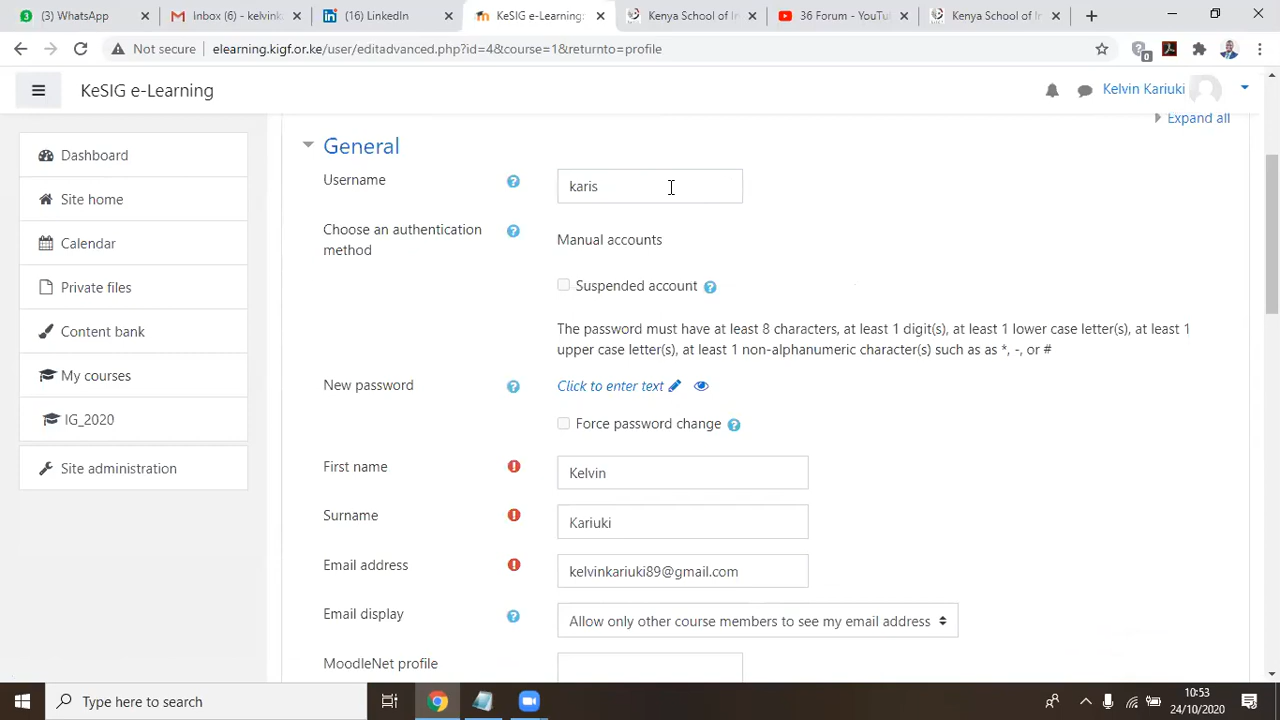 (3) WhatsApp
Inbox (6) - kelvink
(16) LinkedIn
KeSIG e-Learning:
Kenya School of I
36 Forum - YouTu
Kenya School of Ir
Not secure
elearning.kigf.or.ke/user/editadvanced.php?id=4&course=1&returnto=profile
0
KeSIG e-Learning
Kelvin Kariuki
Expand all
Dashboard
Site home
Calendar
Private files
Content bank
My courses
IG_2020
Site administration
General
Username
karis
Choose an authentication method
Manual accounts
Suspended account
The password must have at least 8 characters, at least 1 digit(s), at least 1 lower case letter(s), at least 1
upper case letter(s), at least 1 non-alphanumeric character(s) such as as *, -, or #
New password
Click to enter text
Force password change
First name
Kelvin
Surname
Kariuki
Email address
kelvinkariuki89@gmail.com
Email display
Allow only other course members to see my email address
MoodleNet profile
Type here to search
10:53
24/10/2020